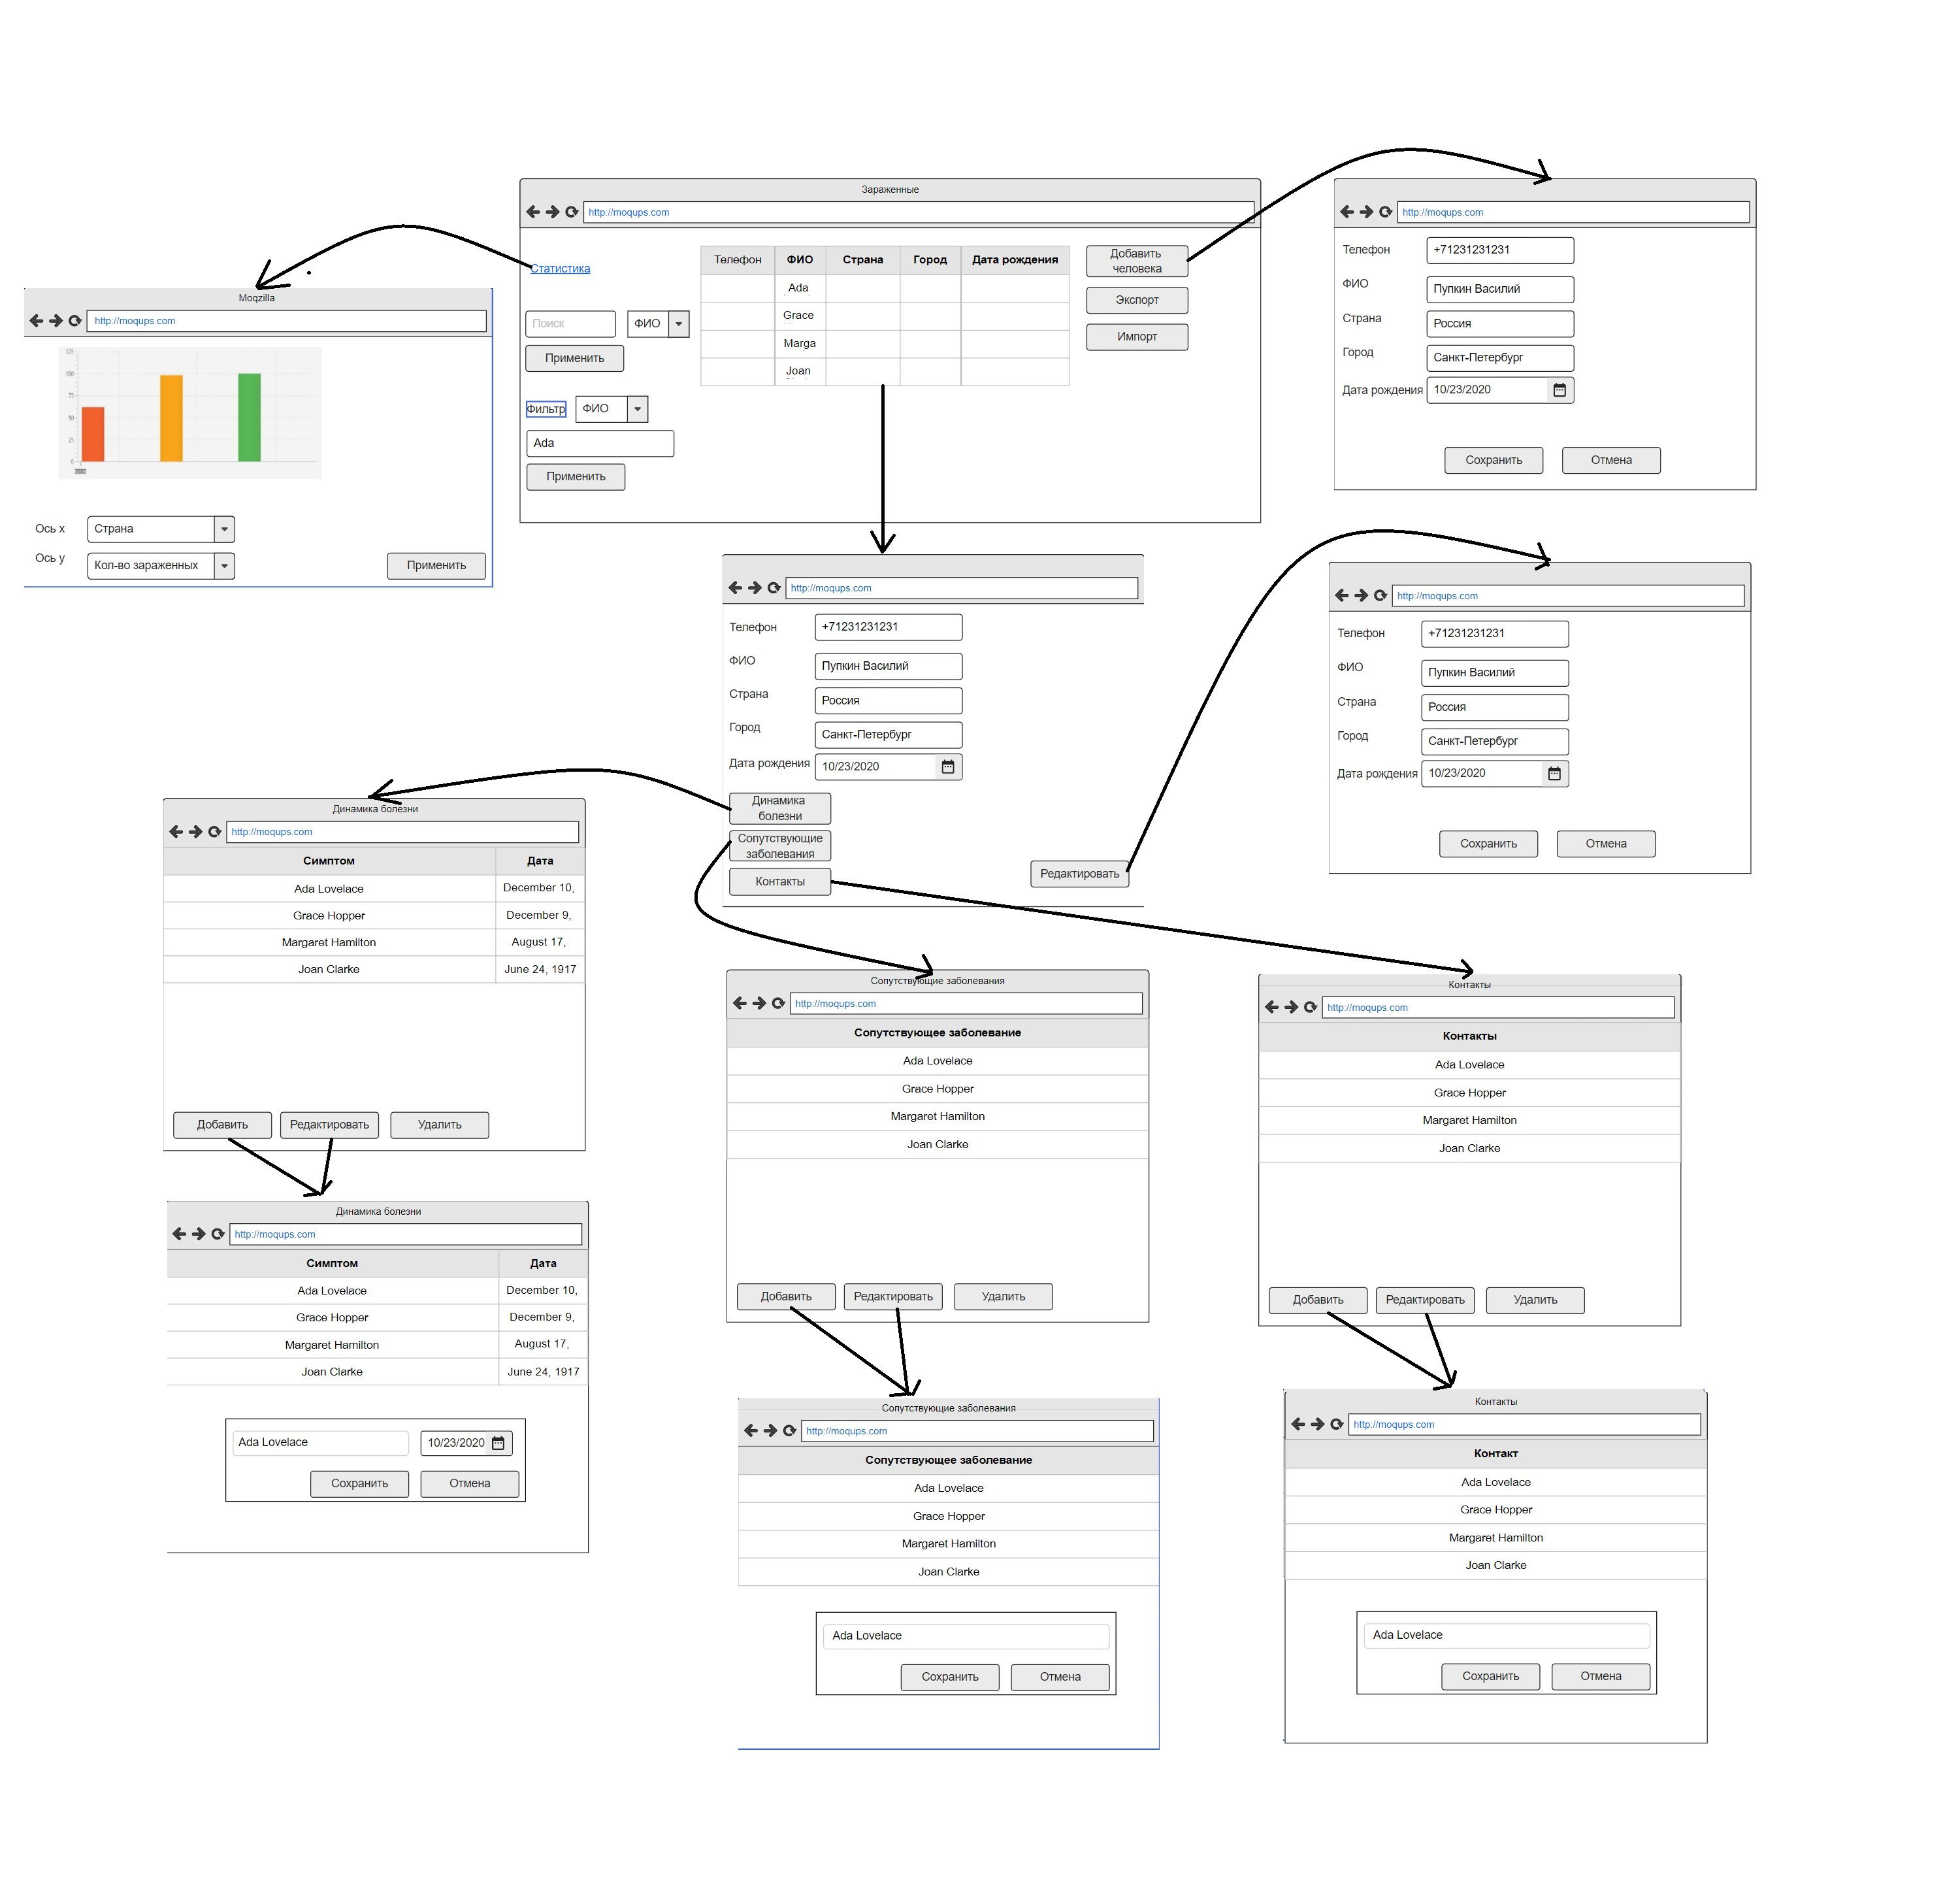 Зараженные
http://moqups.com
Статистика
Поиск
ФИО
Применить
Фильтр
ФИО
Ada
Применить
Телефон ФИО Страна Город Дата рождения
Ada
Grace
Marga
Joan
Добавить
человека
Экспорт
Импорт
http://moqups.com
Телефон +71231231231
ФИО Пупкин Василий
Страна Россия
Город Санкт-Петербург
Дата рождения 10/23/2020
Сохранить Отмена
Moqzilla
http://moqups.com
125
100
75
50
25
0
Ось x Страна
Ось y Кол-во зараженных
Применить
http://moqups.com
Телефон +71231231231
ФИО Пупкин Василий
Страна Россия
Город Санкт-Петербург
Дата рождения 10/23/2020
Динамика
болезни
Сопутствующие
заболевания
Контакты
Редактировать
http://moqups.com
Телефон +71231231231
ФИО Пупкин Василий
Страна Россия
Город Санкт-Петербург
Дата рождения 10/23/2020
Сохранить Отмена
Динамика болезни
http://moqups.com
Симптом Дата
Ada Lovelace December 10,
Grace Hopper December 9,
Margaret Hamilton August 17,
Joan Clarke June 24, 1917
Добавить Редактировать Удалить
Сопутствующие заболевания
http://moqups.com
Сопутствующее заболевание
Ada Lovelace
Grace Hopper
Margaret Hamilton
Joan Clarke
Добавить Редактировать Удалить
Контакты
http://moqups.com
Контакты
Ada Lovelace
Grace Hopper
Margaret Hamilton
Joan Clarke
Добавить Редактировать Удалить
Динамика болезни
http://moqups.com
Симптом Дата
Ada Lovelace December 10,
Grace Hopper December 9,
Margaret Hamilton August 17,
Joan Clarke June 24, 1917
Ada Lovelace 10/23/2020
Сохранить Отмена
Сопутствующие заболевания
http://moqups.com
Сопутствующее заболевание
Ada Lovelace
Grace Hopper
Margaret Hamilton
Joan Clarke
Ada Lovelace
Сохранить Отмена
Контакты
http://moqups.com
Контакт
Ada Lovelace
Grace Hopper
Margaret Hamilton
Joan Clarke
Ada Lovelace
Сохранить Отмена